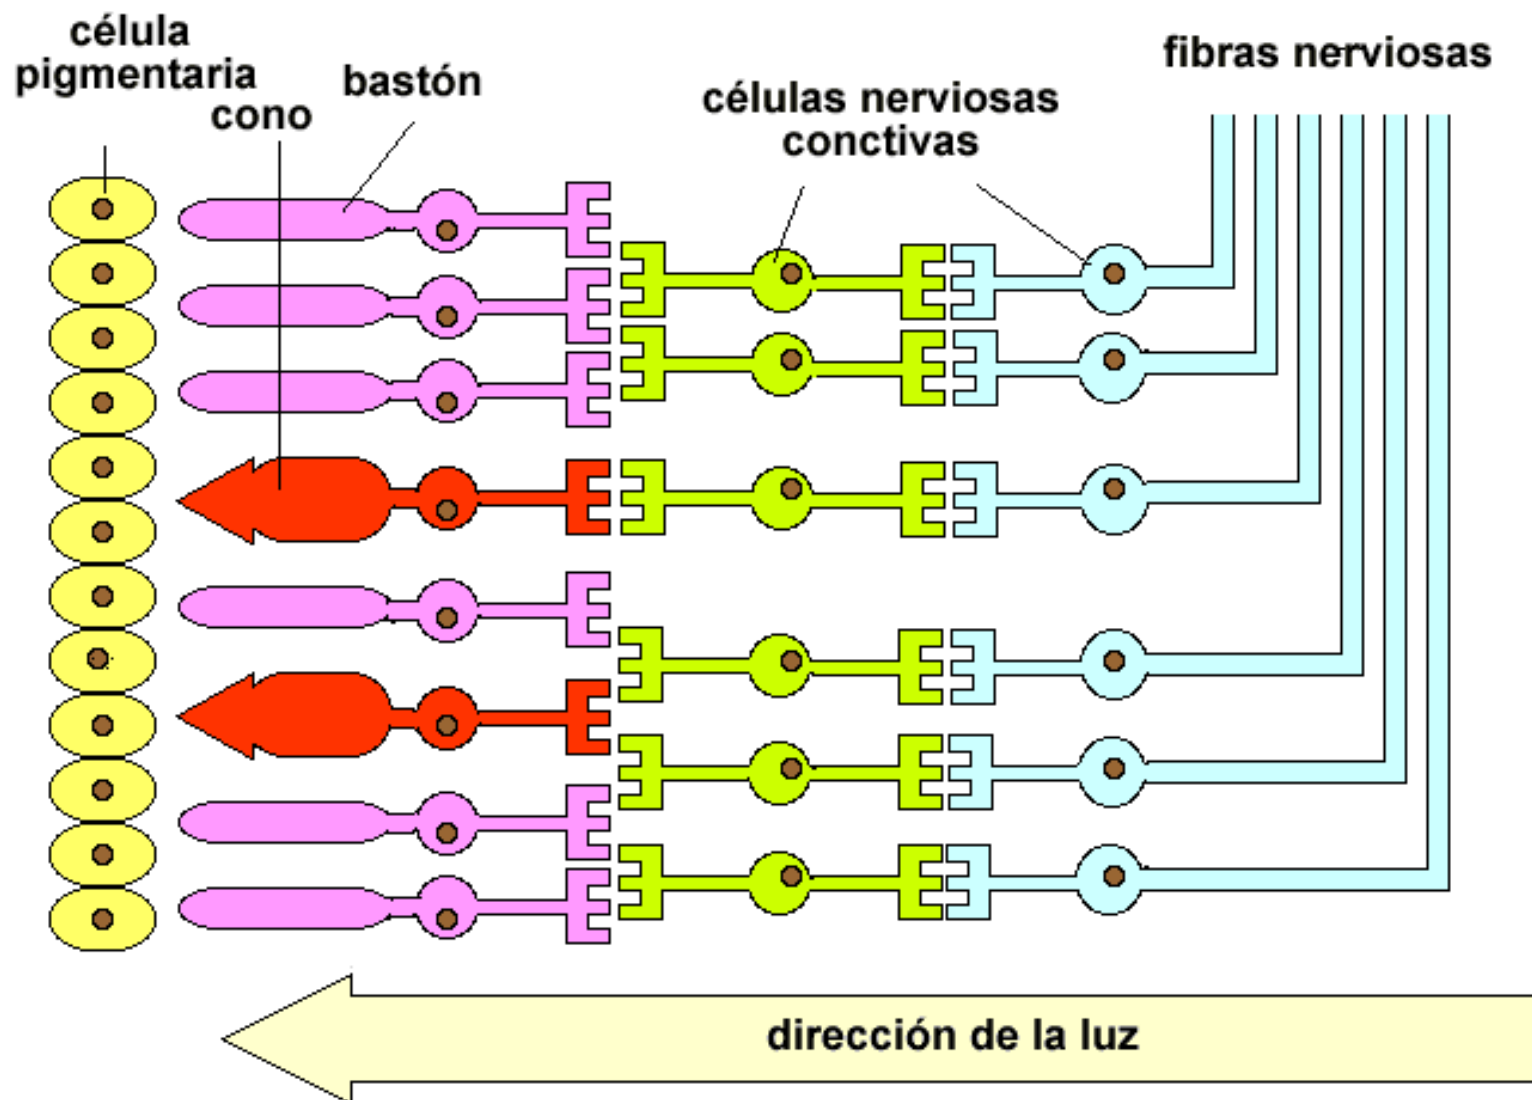 célula
pigmentaria
cono
bastón
células nerviosas
conctivas
fibras nerviosas
dirección de la luz